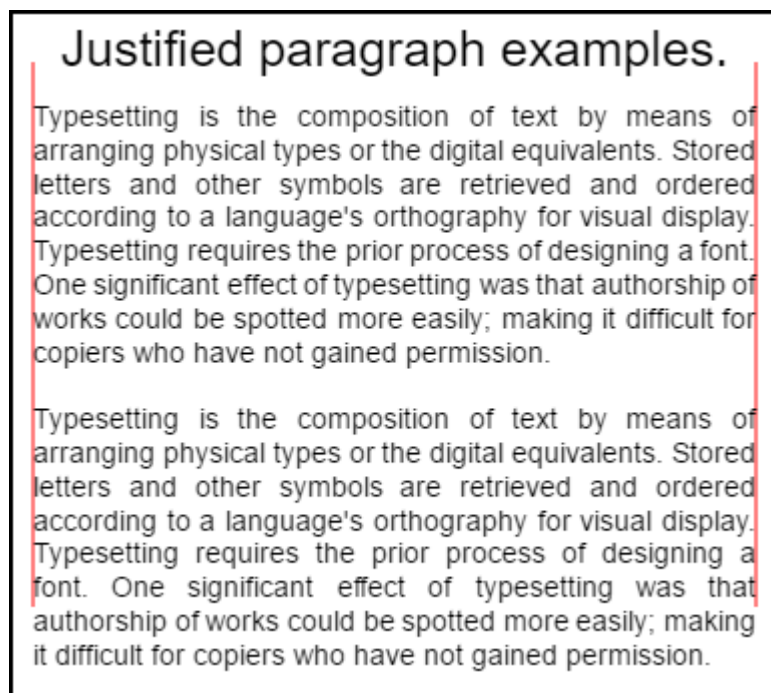 Justified paragraph examples.
Typesetting is the composition of text by means of
arranging physical types or the digital equivalents. Stored
letters and other symbols are retrieved and ordered
according to a language's orthography for visual display.
Typesetting requires the prior process of designing a font.
One significant effect of typesetting was that authorship of
works could be spotted more easily; making it difficult for
copiers who have not gained permission.
Typesetting is the composition of text by means of
arranging physical types or the digital equivalents. Stored
letters and other symbols are retrieved and ordered
according to a language's orthography for visual display.
Typesetting requires the prior process of designing a
font. One significant effect of typesetting was that
authorship of works could be spotted more easily; making
it difficult for copiers who have not gained permission.